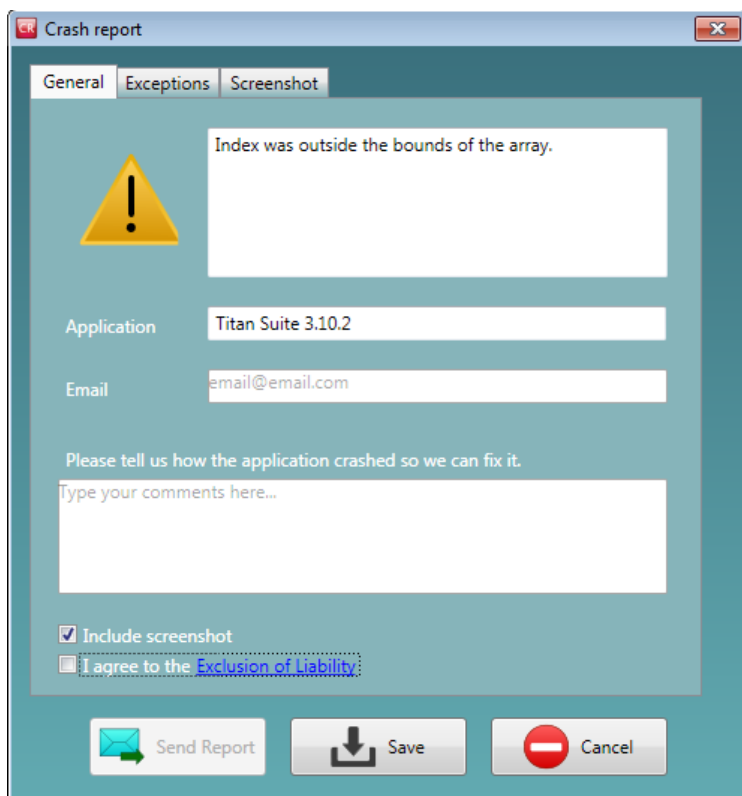 CR Crash report
General Exceptions Screenshot
Index was outside the bounds of the array.
Application Titan Suite 3.10.2
Email email@email.com
Please tell us how the application crashed so we can fix it.
Type your comments here...
Include screenshot
I agree to the Exclusion of Liability
Send Report Save Cancel